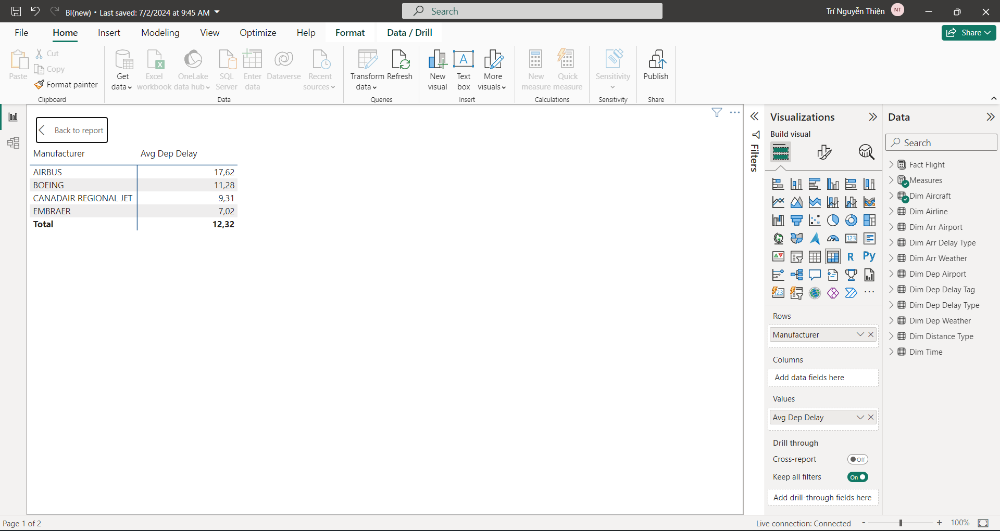 BI(new) • Last saved: 7/2/2024 at 9:45 AM
Search
Trí Nguyễn Thiện
NT
File
Home
Insert
Modeling
View
Optimize
Help
Format
Data / Drill
Share
Paste
Cut
Copy
Format painter
Clipboard
Get data
Excel workbook
OneLake data hub
SQL Server
Enter data
Dataverse
Recent sources
Data
Transform data
Refresh
Queries
New visual
Text box
More visuals
Insert
New measure
Quick measure
Calculations
Sensitivity
Sensitivity
Publish
Share
Back to report
Manufacturer Avg Dep Delay
AIRBUS 17,62
BOEING 11,28
CANADAIR REGIONAL JET 9,31
EMBRAER 7,02
Total 12,32
Filters
Visualizations
Build visual
123
R
Py
123
Rows
Manufacturer
Columns
Add data fields here
Values
Avg Dep Delay
Drill through
Cross-report Off
Keep all filters On
Add drill-through fields here
Data
Search
Fact Flight
Measures
Dim Aircraft
Dim Airline
Dim Arr Airport
Dim Arr Delay Type
Dim Arr Weather
Dim Dep Airport
Dim Dep Delay Tag
Dim Dep Delay Type
Dim Dep Weather
Dim Distance Type
Dim Time
Page 1 of 2
Live connection: Connected
- + 100%